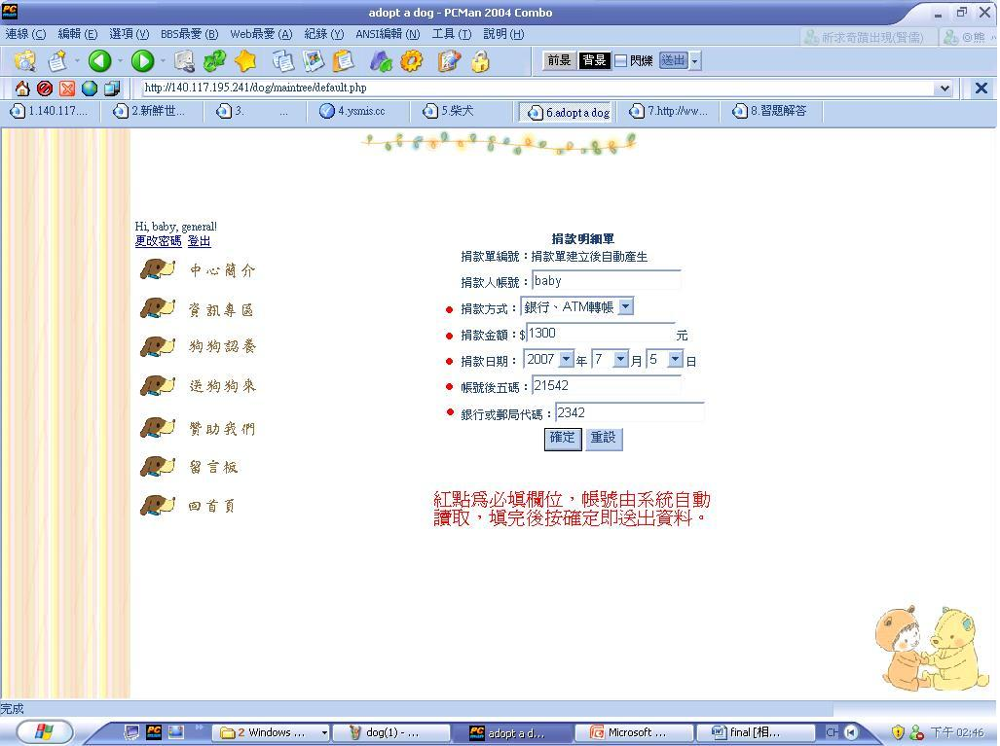 adopt a dog - PCMan 2004 Combo
連線 (C) 編輯 (E) 選項 (V) BBS最愛 (B) Web最愛 (A) 紀錄 (Y) ANSI編輯 (N) 工具 (T) 說明 (H)
祈求奇蹟出現(賢儒) @熊
前景 背景 閃爍 送出
http://140.117.195.241/dog/maintree/default.php
1.140.117.... 2.新鮮世... 3. ... 4.ysmis.cc 5.柴犬 6.adopt a dog 7.http://ww... 8.習題解答
Hi, baby, general!
更改密碼 登出
中心簡介
資訊專區
狗狗認養
送狗狗來
贊助我們
留言板
回首頁
捐款明細單
捐款單編號：捐款單建立後自動產生
捐款人帳號：baby
捐款方式：銀行、ATM轉帳
捐款金額：$1300 元
捐款日期：2007 年 7 月 5 日
帳號後五碼：21542
銀行或郵局代碼：2342
確定 重設
紅點為必填欄位，帳號由系統自動
讀取，填完後按確定即送出資料。
完成
2 Windows ... dog(1) - ... adopt a d... Microsoft ... final [相... CH 下午 02:46